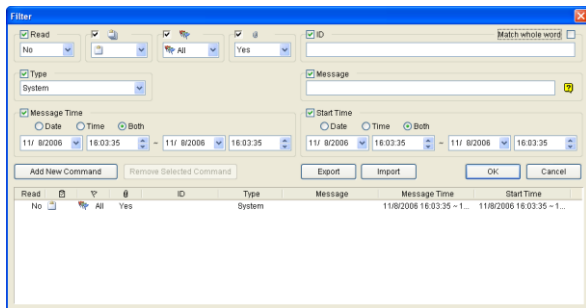 Filter
Read
ID
Match whole word
No
All
Yes
Type
Message
System
Message Time
Start Time
Date Time Both
Date Time Both
11/ 8/2006 16:03:35 ~ 11/ 8/2006 16:03:35
11/ 8/2006 16:03:35 ~ 11/ 8/2006 16:03:35
Add New Command Remove Selected Command Export Import OK Cancel
Read ID Type Message Message Time Start Time
No All Yes System 11/8/2006 16:03:35 ~ 1... 11/8/2006 16:03:35 ~ 1...